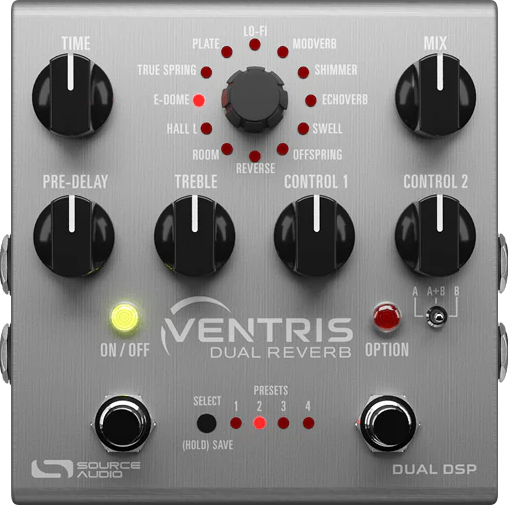 TIME
MIX
LO-FI
PLATE
MODVERB
TRUE SPRING
SHIMMER
E-DOME
ECHOVERB
HALL L
SWELL
ROOM
OFFSPRING
REVERSE
PRE-DELAY
TREBLE
CONTROL 1
CONTROL 2
A A+B B
ON / OFF
VENTRIS
DUAL REVERB
OPTION
PRESETS
SELECT
1 2 3 4
(HOLD) SAVE
SOURCE
AUDIO
DUAL DSP